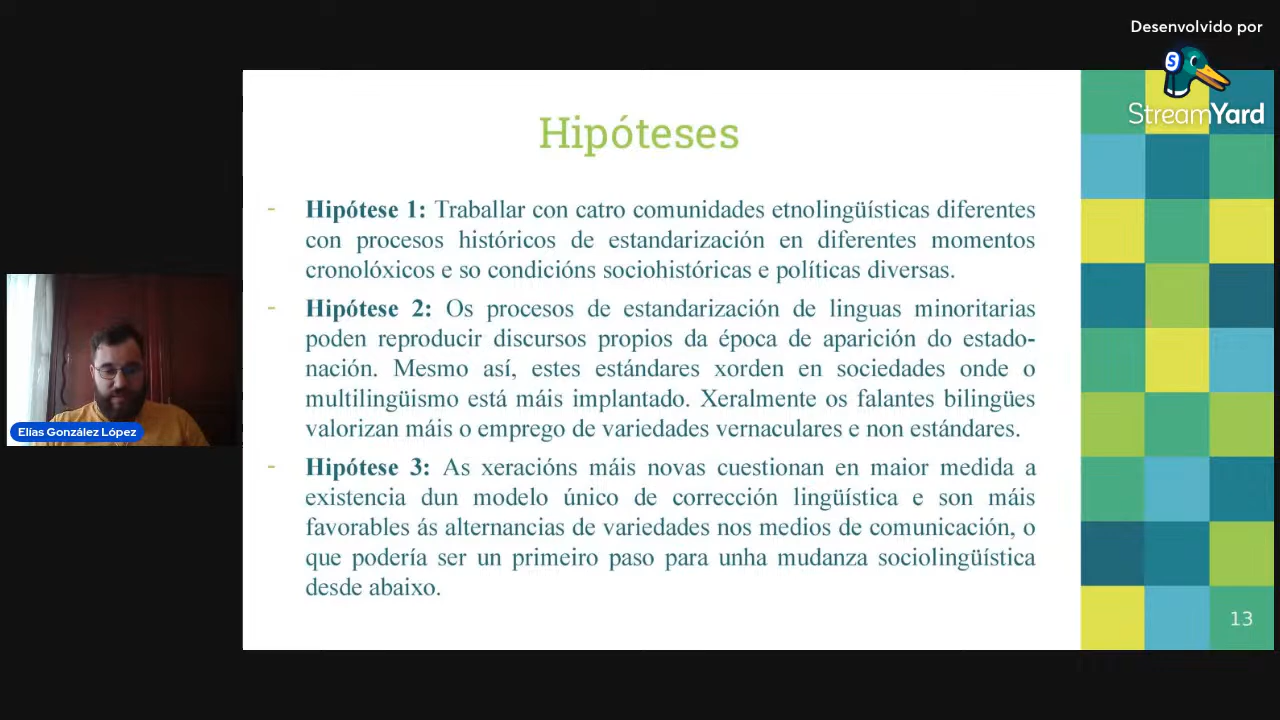 Desenvolvido por
StreamYard
Hipóteses
- Hipótese 1: Traballar con catro comunidades etnolingüísticas diferentes
con procesos históricos de estandarización en diferentes momentos
cronolóxicos e so condicións sociohistóricas e políticas diversas.
- Hipótese 2: Os procesos de estandarización de linguas minoritarias
poden reproducir discursos propios da época de aparición do estado-
nación. Mesmo así, estes estándares xorden en sociedades onde o
multilingüismo está máis implantado. Xeralmente os falantes bilingües
valorizan máis o emprego de variedades vernaculares e non estándares.
- Hipótese 3: As xeracións máis novas cuestionan en maior medida a
existencia dun modelo único de corrección lingüística e son máis
favorables ás alternancias de variedades nos medios de comunicación, o
que podería ser un primeiro paso para unha mudanza sociolingüística
desde abaixo.
Elías González López
13